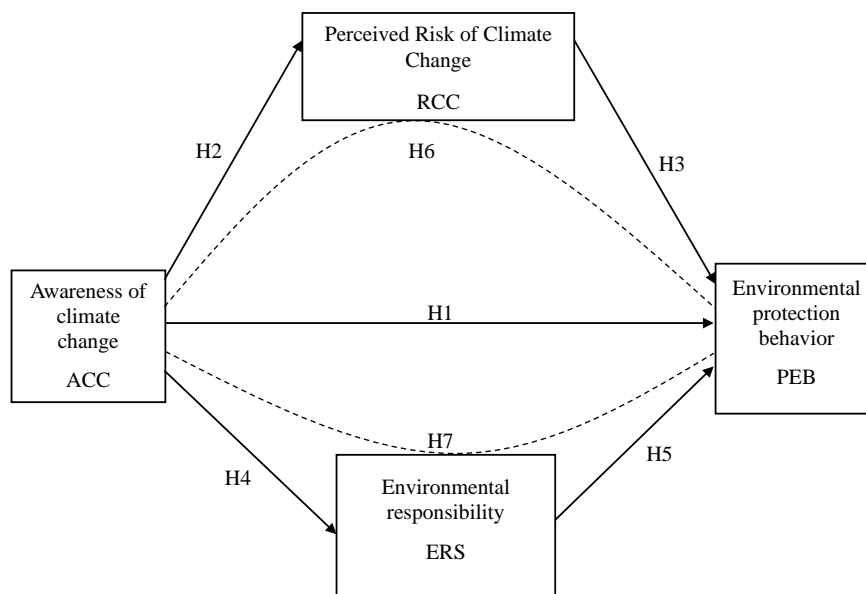 Perceived Risk of Climate
Change
RCC
H2
H6
H3
Awareness of
climate
change
ACC
H1
Environmental
protection
behavior
PEB
H7
H4
H5
Environmental
responsibility
ERS